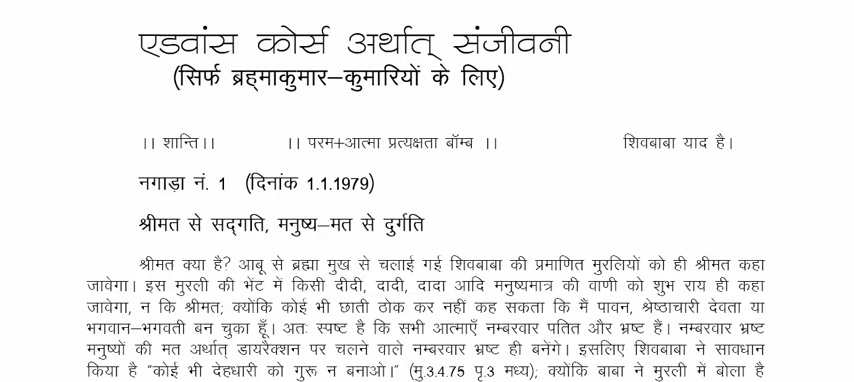 एडवांस कोर्स अर्थात् संजीवनी
(सिर्फ ब्रह्माकुमार–कुमारियों के लिए)
।। शान्ति।। ।। परम+आत्मा प्रत्यक्षता बॉम्ब ।। शिवबाबा याद है।
नगाड़ा नं. 1 (दिनांक 1.1.1979)
श्रीमत से सद्गति, मनुष्य–मत से दुर्गति
श्रीमत क्या है? आबू से ब्रह्मा मुख से चलाई गई शिवबाबा की प्रमाणित मुरलियों को ही श्रीमत कहा
जावेगा। इस मुरली की भेंट में किसी दीदी, दादी, दादा आदि मनुष्यमात्र की वाणी को शुभ राय ही कहा
जावेगा, न कि श्रीमत; क्योंकि कोई भी छाती ठोक कर नहीं कह सकता कि मैं पावन, श्रेष्ठाचारी देवता या
भगवान–भगवती बन चुका हूँ। अतः स्पष्ट है कि सभी आत्माएँ नम्बरवार पतित और भ्रष्ट हैं। नम्बरवार भ्रष्ट
मनुष्यों की मत अर्थात् डायरैक्शन पर चलने वाले नम्बरवार भ्रष्ट ही बनेंगे। इसलिए शिवबाबा ने सावधान
किया है “कोई भी देहधारी को गुरू न बनाओ।” (मु.3.4.75 पृ.3 मध्य); क्योंकि बाबा ने मुरली में बोला है